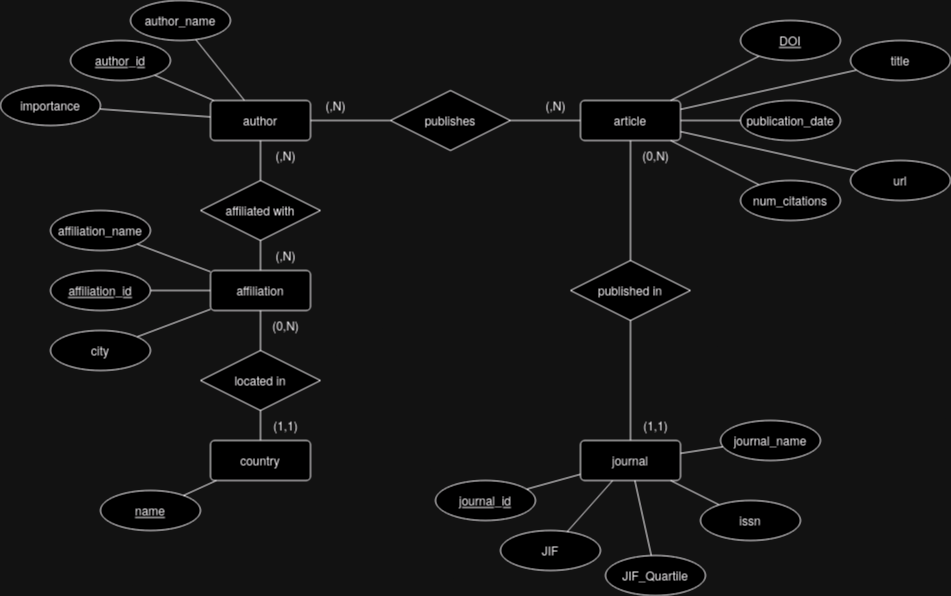 author_name
author_id
importance
author
(,N)
publishes
(,N)
article
DOI
title
publication_date
url
num_citations
(,N)
(0,N)
affiliated with
(,N)
affiliation_name
affiliation_id
city
affiliation
(0,N)
published in
located in
(1,1)
country
name
(1,1)
journal
journal_name
journal_id
issn
JIF
JIF_Quartile